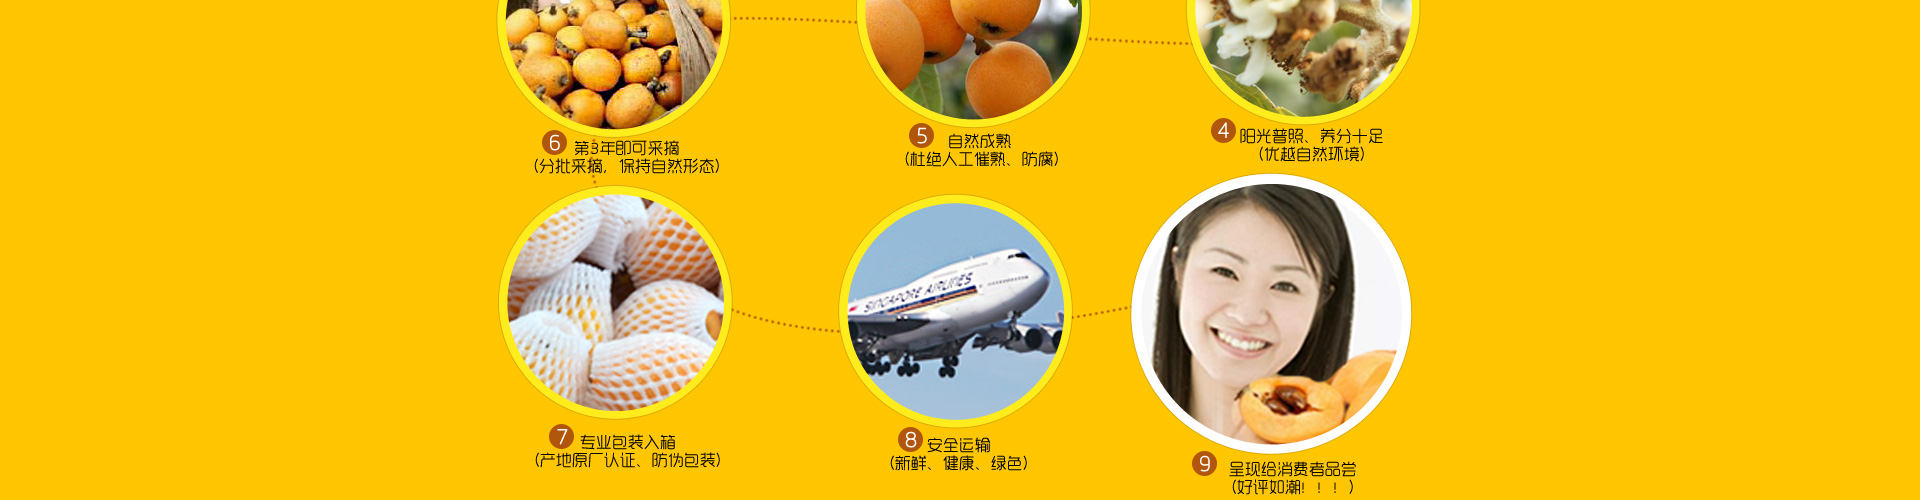 6 第3年即可采摘
(分批采摘, 保持自然形态)
5 自然成熟
(杜绝人工催熟、防腐)
4 阳光普照、养分十足
(优越自然环境)
SINGAPORE AIRLINES
7 专业包装入箱
(产地原厂认证、防伪包装)
8 安全运输
(新鲜、健康、绿色)
9 呈现给消费者品尝
(好评如潮！！！)